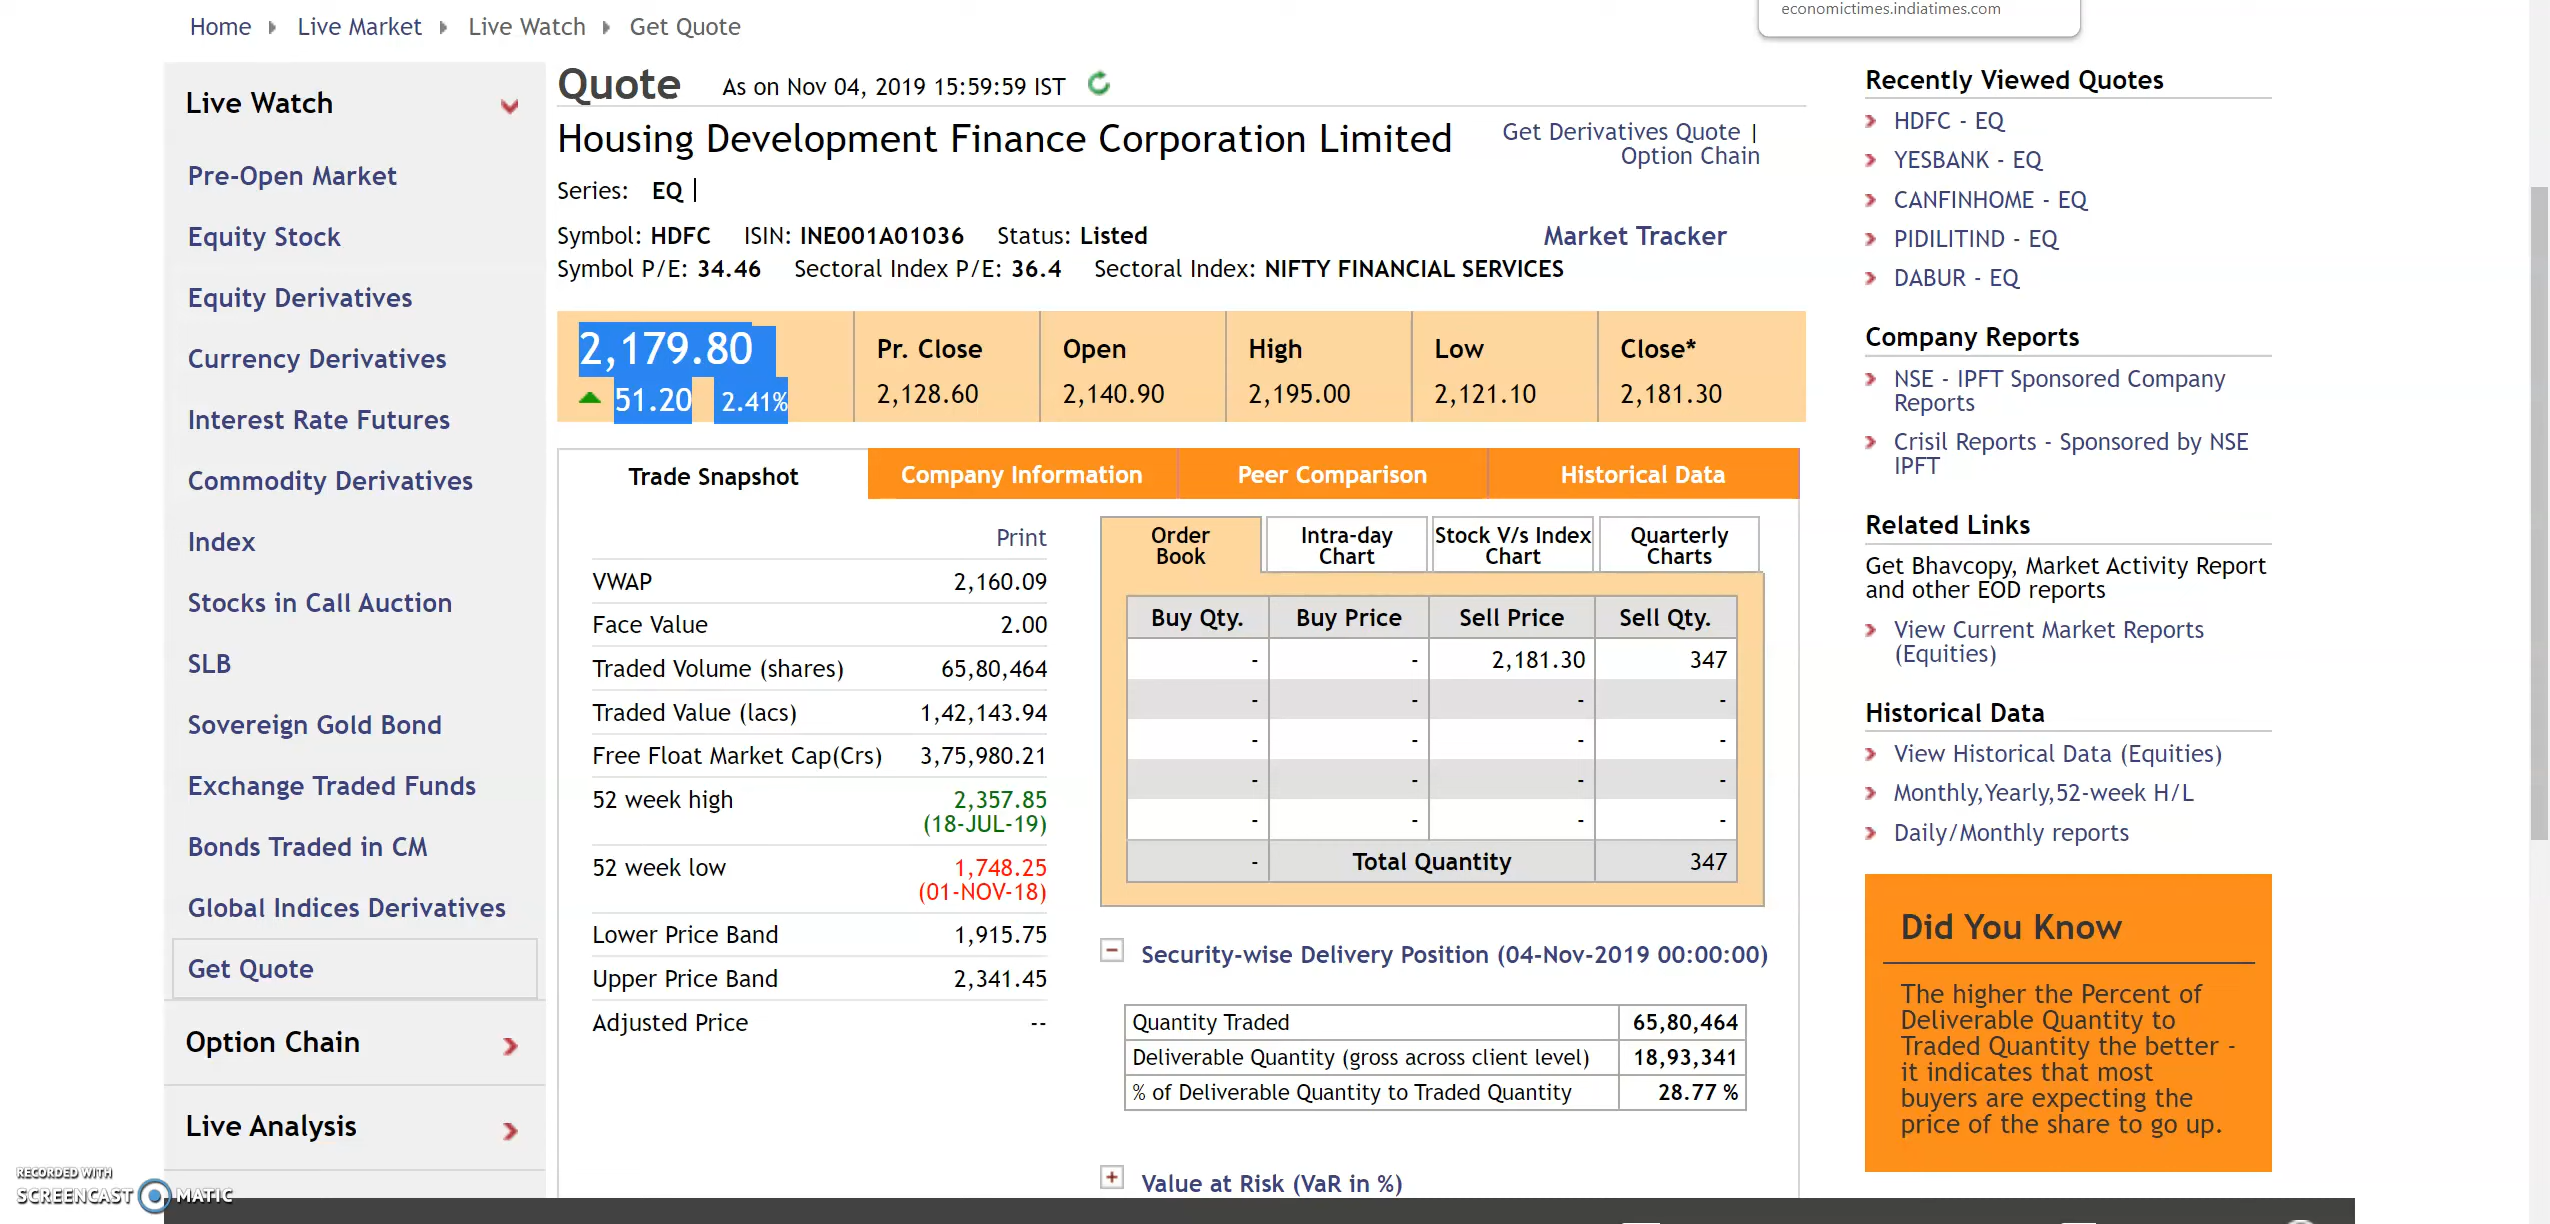 economictimes.indiatimes.com
Home Live Market Live Watch Get Quote
Live Watch
Pre-Open Market
Equity Stock
Equity Derivatives
Currency Derivatives
Interest Rate Futures
Commodity Derivatives
Index
Stocks in Call Auction
SLB
Sovereign Gold Bond
Exchange Traded Funds
Bonds Traded in CM
Global Indices Derivatives
Get Quote
Option Chain
Live Analysis
Quote As on Nov 04, 2019 15:59:59 IST
Housing Development Finance Corporation Limited
Get Derivatives Quote |
Option Chain
Series: EQ |
Symbol: HDFC ISIN: INE001A01036 Status: Listed
Market Tracker
Symbol P/E: 34.46 Sectoral Index P/E: 36.4 Sectoral Index: NIFTY FINANCIAL SERVICES
2,179.80
51.20 2.41%
Pr. Close Open High Low Close*
2,128.60 2,140.90 2,195.00 2,121.10 2,181.30
Trade Snapshot Company Information Peer Comparison Historical Data
Print
VWAP 2,160.09
Face Value 2.00
Traded Volume (shares) 65,80,464
Traded Value (lacs) 1,42,143.94
Free Float Market Cap(Crs) 3,75,980.21
52 week high 2,357.85
(18-JUL-19)
52 week low 1,748.25
(01-NOV-18)
Lower Price Band 1,915.75
Upper Price Band 2,341.45
Adjusted Price --
Order Book
Intra-day Chart
Stock V/s Index Chart
Quarterly Charts
Buy Qty. Buy Price Sell Price Sell Qty.
- - 2,181.30 347
- - - -
- - - -
- - - -
- - - -
- Total Quantity 347
Security-wise Delivery Position (04-Nov-2019 00:00:00)
Quantity Traded 65,80,464
Deliverable Quantity (gross across client level) 18,93,341
% of Deliverable Quantity to Traded Quantity 28.77 %
Value at Risk (VaR in %)
Recently Viewed Quotes
HDFC - EQ
YESBANK - EQ
CANFINHOME - EQ
PIDILITIND - EQ
DABUR - EQ
Company Reports
NSE - IPFT Sponsored Company
Reports
Crisil Reports - Sponsored by NSE
IPFT
Related Links
Get Bhavcopy, Market Activity Report
and other EOD reports
View Current Market Reports
(Equities)
Historical Data
View Historical Data (Equities)
Monthly,Yearly,52-week H/L
Daily/Monthly reports
Did You Know
The higher the Percent of
Deliverable Quantity to
Traded Quantity the better -
it indicates that most
buyers are expecting the
price of the share to go up.
RECORDED WITH
SCREENCAST MATIC